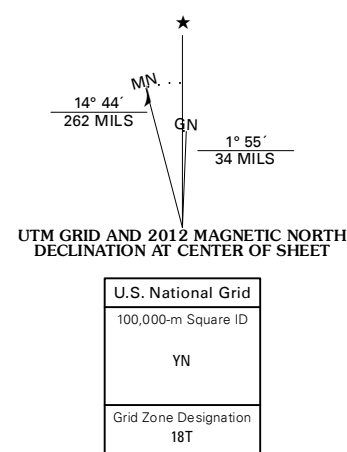 ★
MN
14° 44´
262 MILS
GN
1° 55´
34 MILS
UTM GRID AND 2012 MAGNETIC NORTH
DECLINATION AT CENTER OF SHEET
U.S. National Grid
100,000-m Square ID
YN
Grid Zone Designation
18T